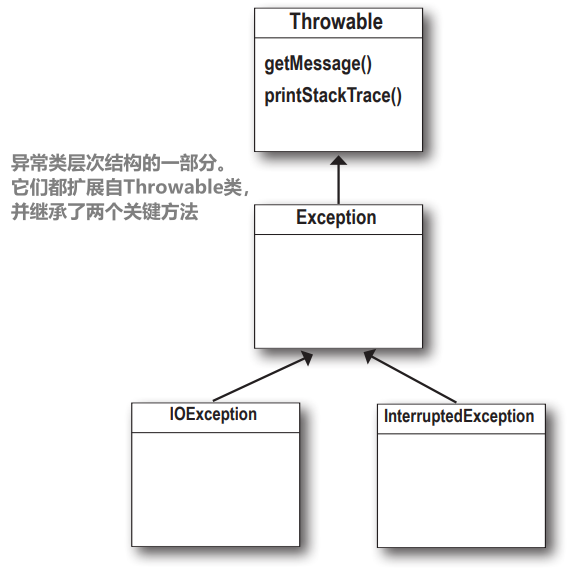 Throwable
getMessage()
printStackTrace()
异常类层次结构的一部分。
它们都扩展自Throwable类，
并继承了两个关键方法
Exception
IOException
InterruptedException